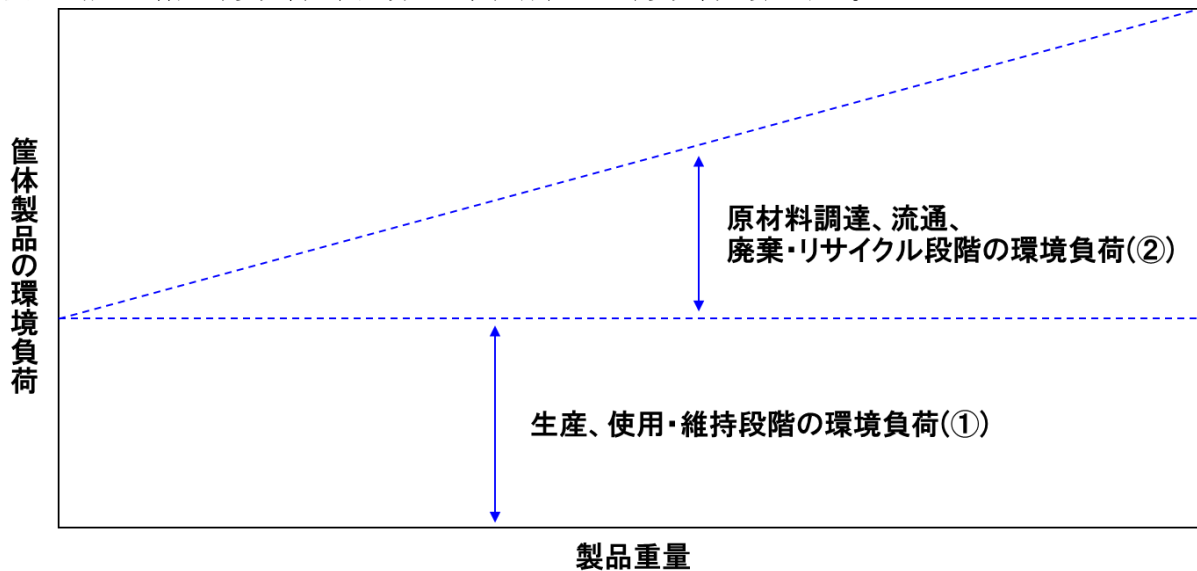 筐体製品の環境負荷
原材料調達、流通、
廃棄・リサイクル段階の環境負荷(②)
生産、使用・維持段階の環境負荷(①)
製品重量